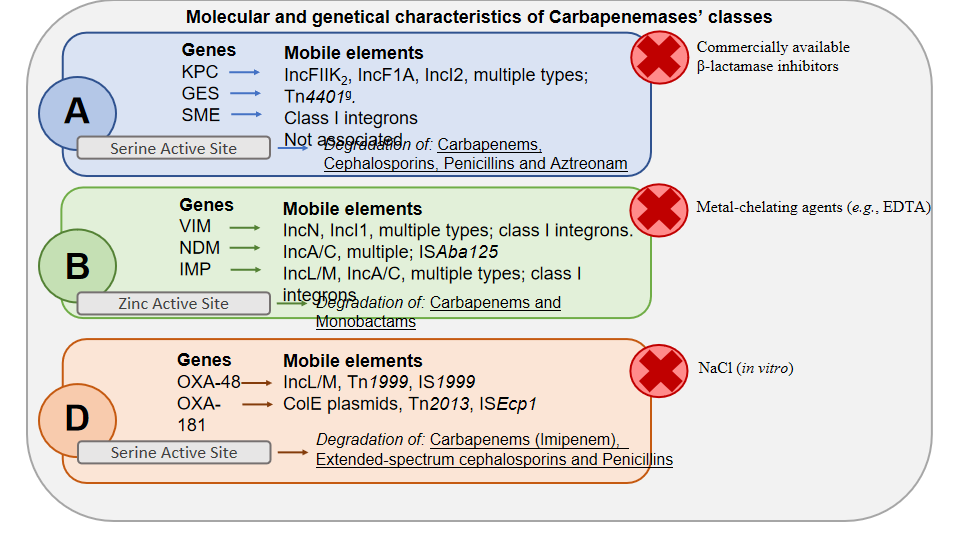 Molecular and genetical characteristics of Carbapenemases’ classes
A
Genes
KPC
GES
SME
Mobile elements
IncFIIK2, IncF1A, IncI2, multiple types;
Tn4401g.
Class I integrons
Not associated
Serine Active Site
Degradation of: Carbapenems,
Cephalosporins, Penicillins and Aztreonam
Commercially available
β-lactamase inhibitors
B
Genes
VIM
NDM
IMP
Mobile elements
IncN, IncI1, multiple types; class I integrons.
IncA/C, multiple; ISAba125
IncL/M, IncA/C, multiple types; class I
integrons
Zinc Active Site
Degradation of: Carbapenems and
Monobactams
Metal-chelating agents (e.g., EDTA)
D
Genes
OXA-48
OXA-
181
Mobile elements
IncL/M, Tn1999, IS1999
ColE plasmids, Tn2013, ISEcp1
Serine Active Site
Degradation of: Carbapenems (Imipenem),
Extended-spectrum cephalosporins and Penicillins
NaCl (in vitro)